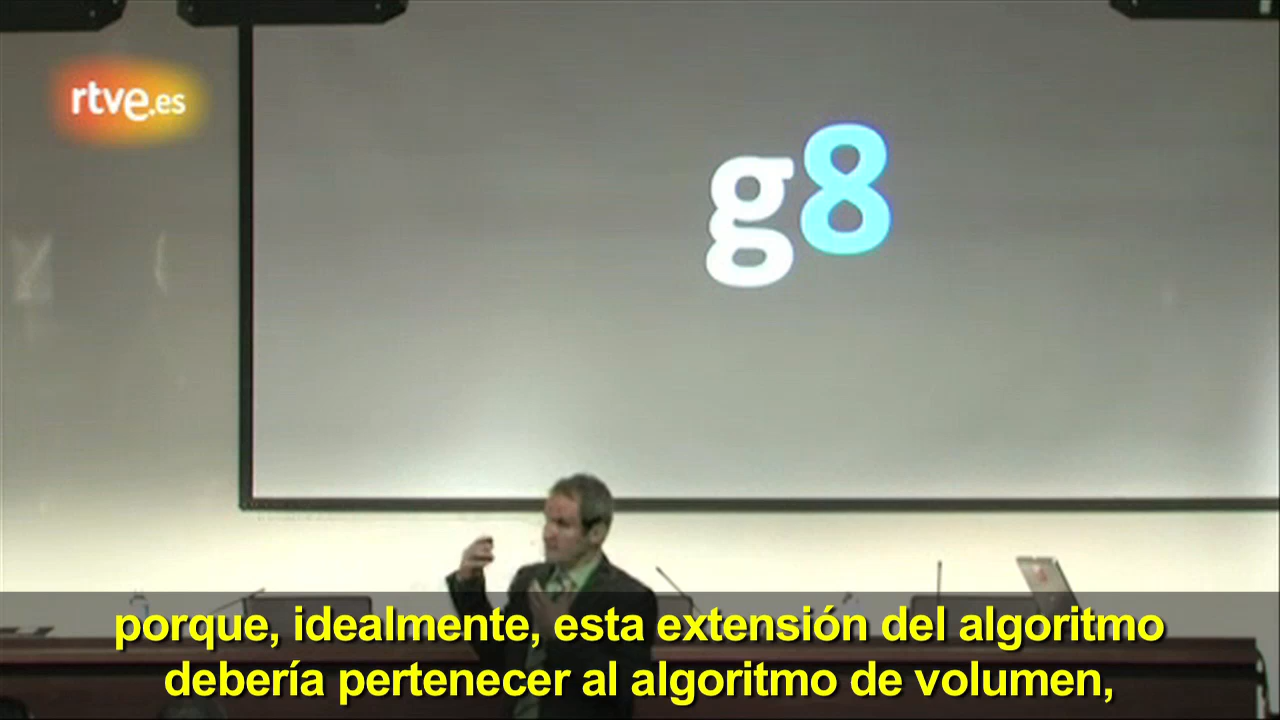 rtve.es
g8
porque, idealmente, esta extensión del algoritmo
debería pertenecer al algoritmo de volumen,